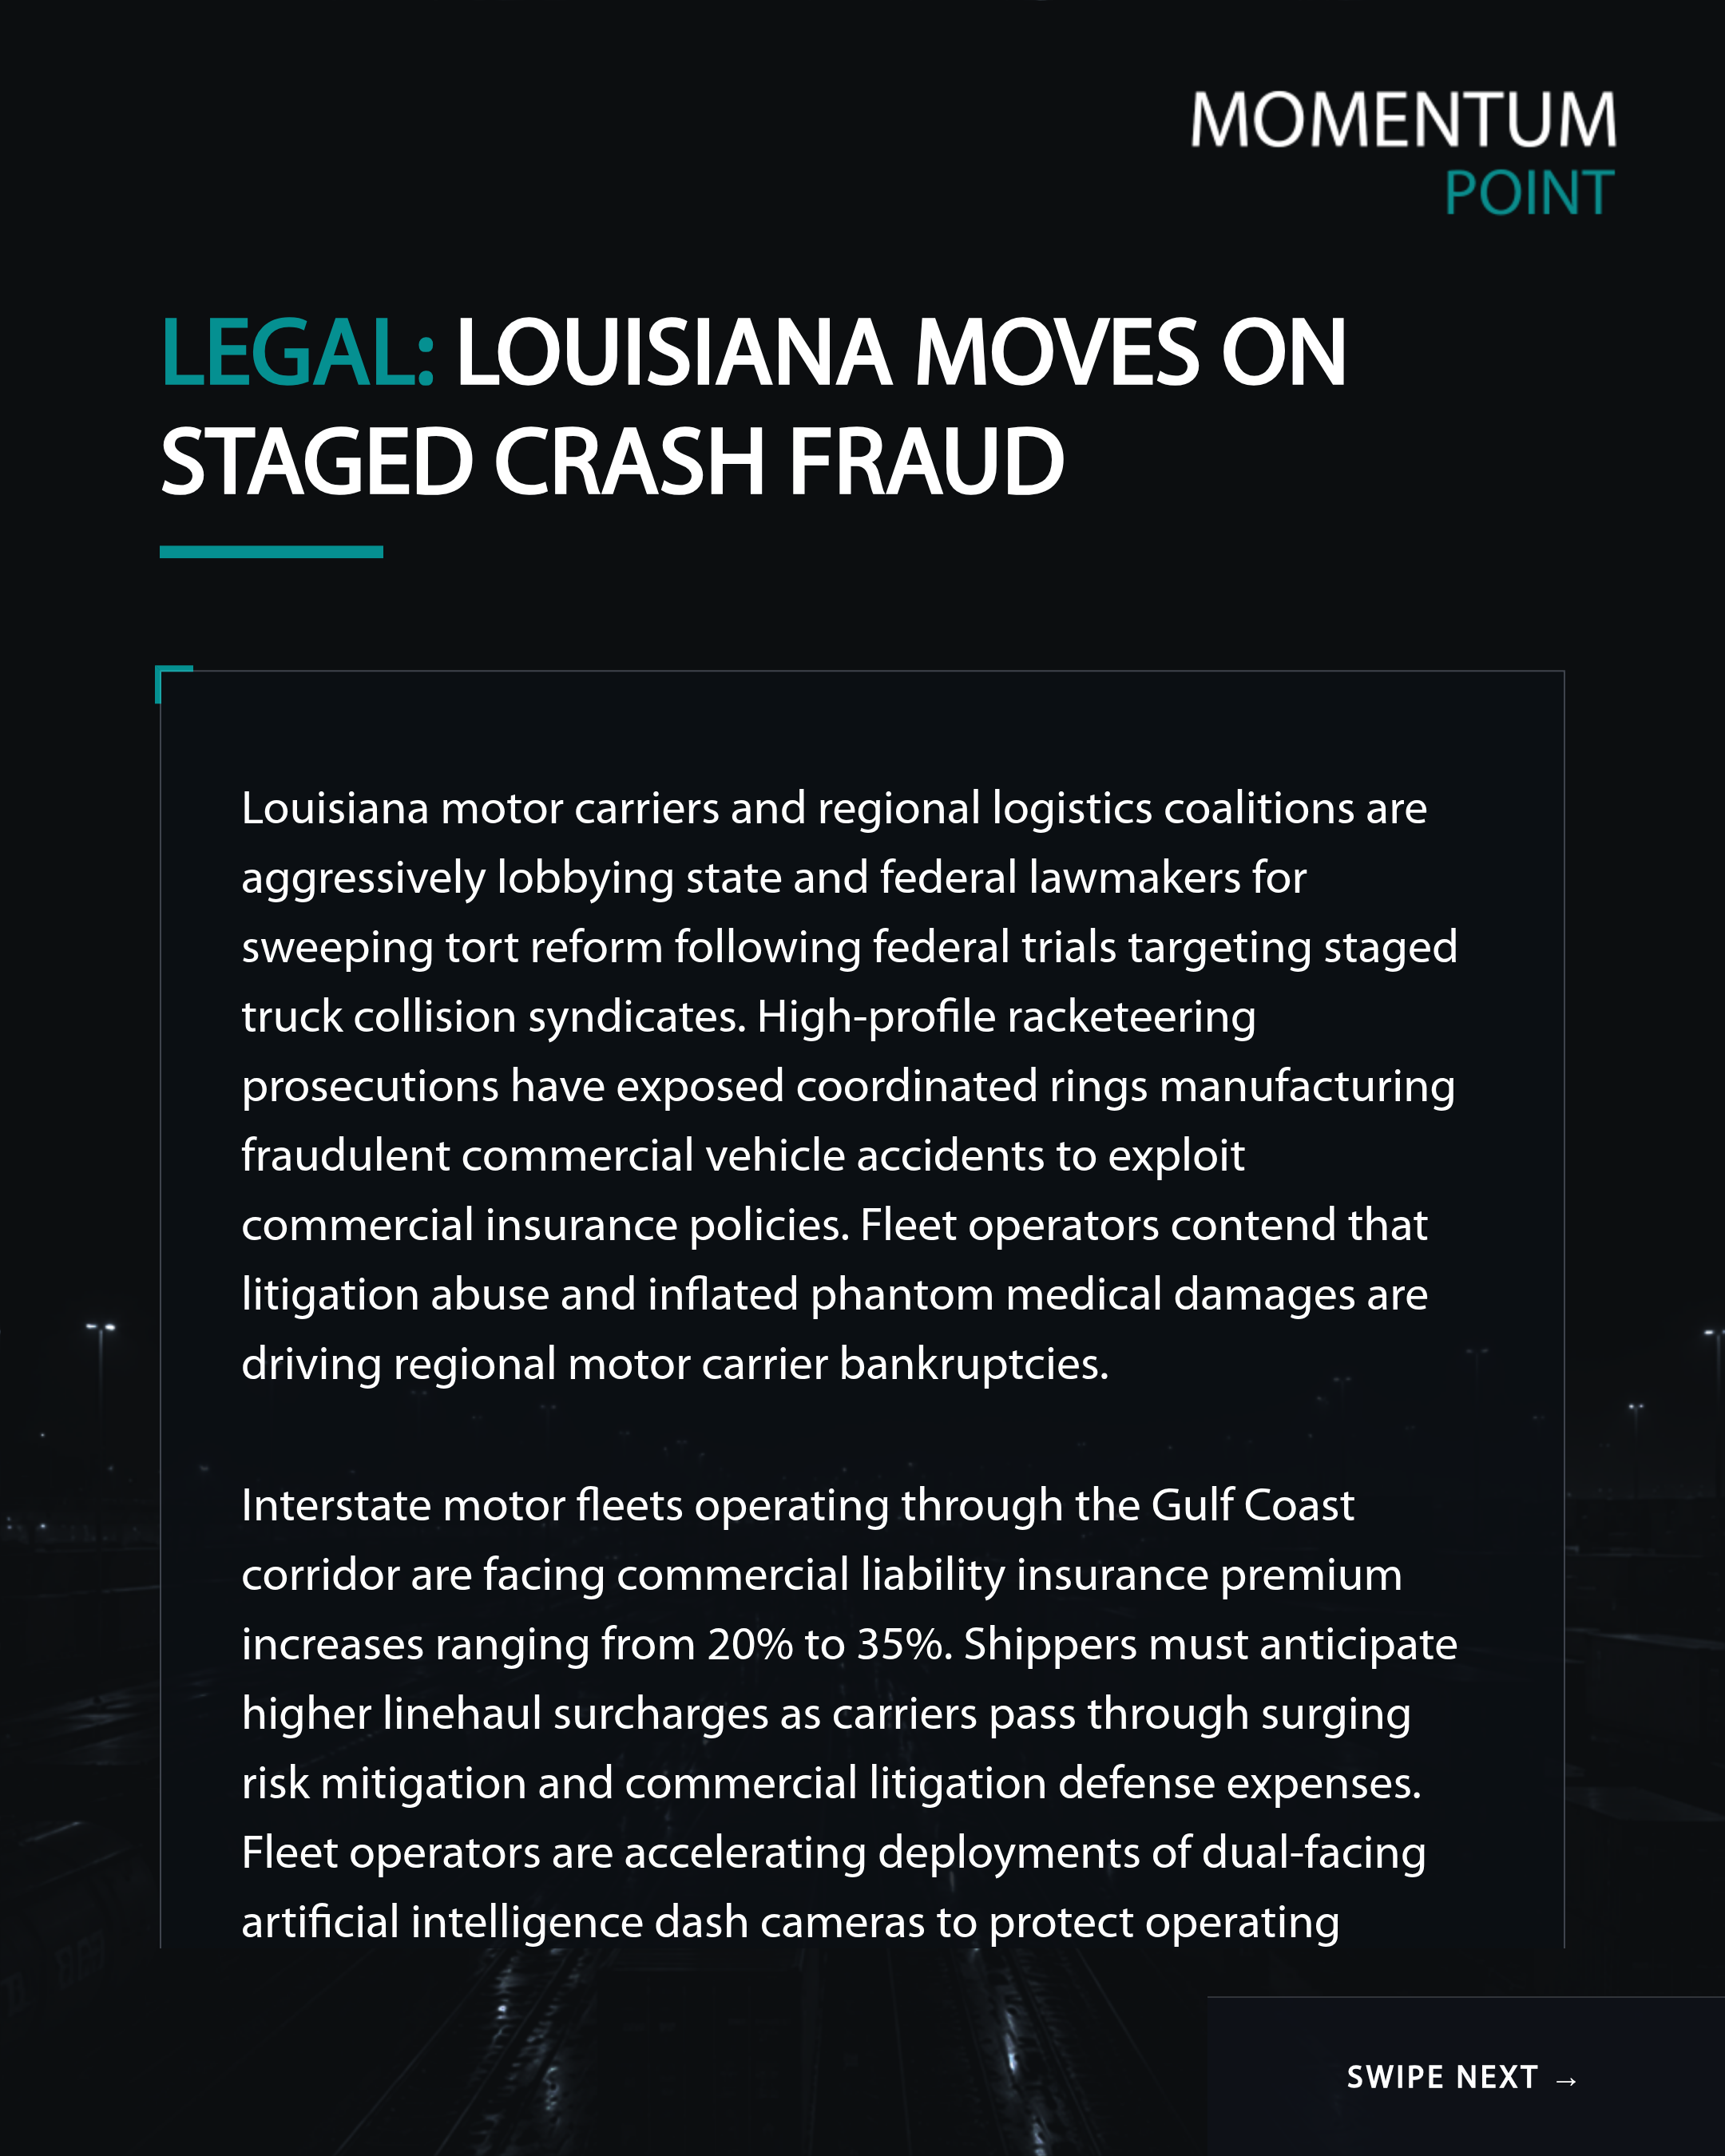 MOMENTUM
POINT
LEGAL: LOUISIANA MOVES ON
STAGED CRASH FRAUD
Louisiana motor carriers and regional logistics coalitions are
aggressively lobbying state and federal lawmakers for
sweeping tort reform following federal trials targeting staged
truck collision syndicates. High-profile racketeering
prosecutions have exposed coordinated rings manufacturing
fraudulent commercial vehicle accidents to exploit
commercial insurance policies. Fleet operators contend that
litigation abuse and inflated phantom medical damages are
driving regional motor carrier bankruptcies.
Interstate motor fleets operating through the Gulf Coast
corridor are facing commercial liability insurance premium
increases ranging from 20% to 35%. Shippers must anticipate
higher linehaul surcharges as carriers pass through surging
risk mitigation and commercial litigation defense expenses.
Fleet operators are accelerating deployments of dual-facing
artificial intelligence dash cameras to protect operating
SWIPE NEXT →